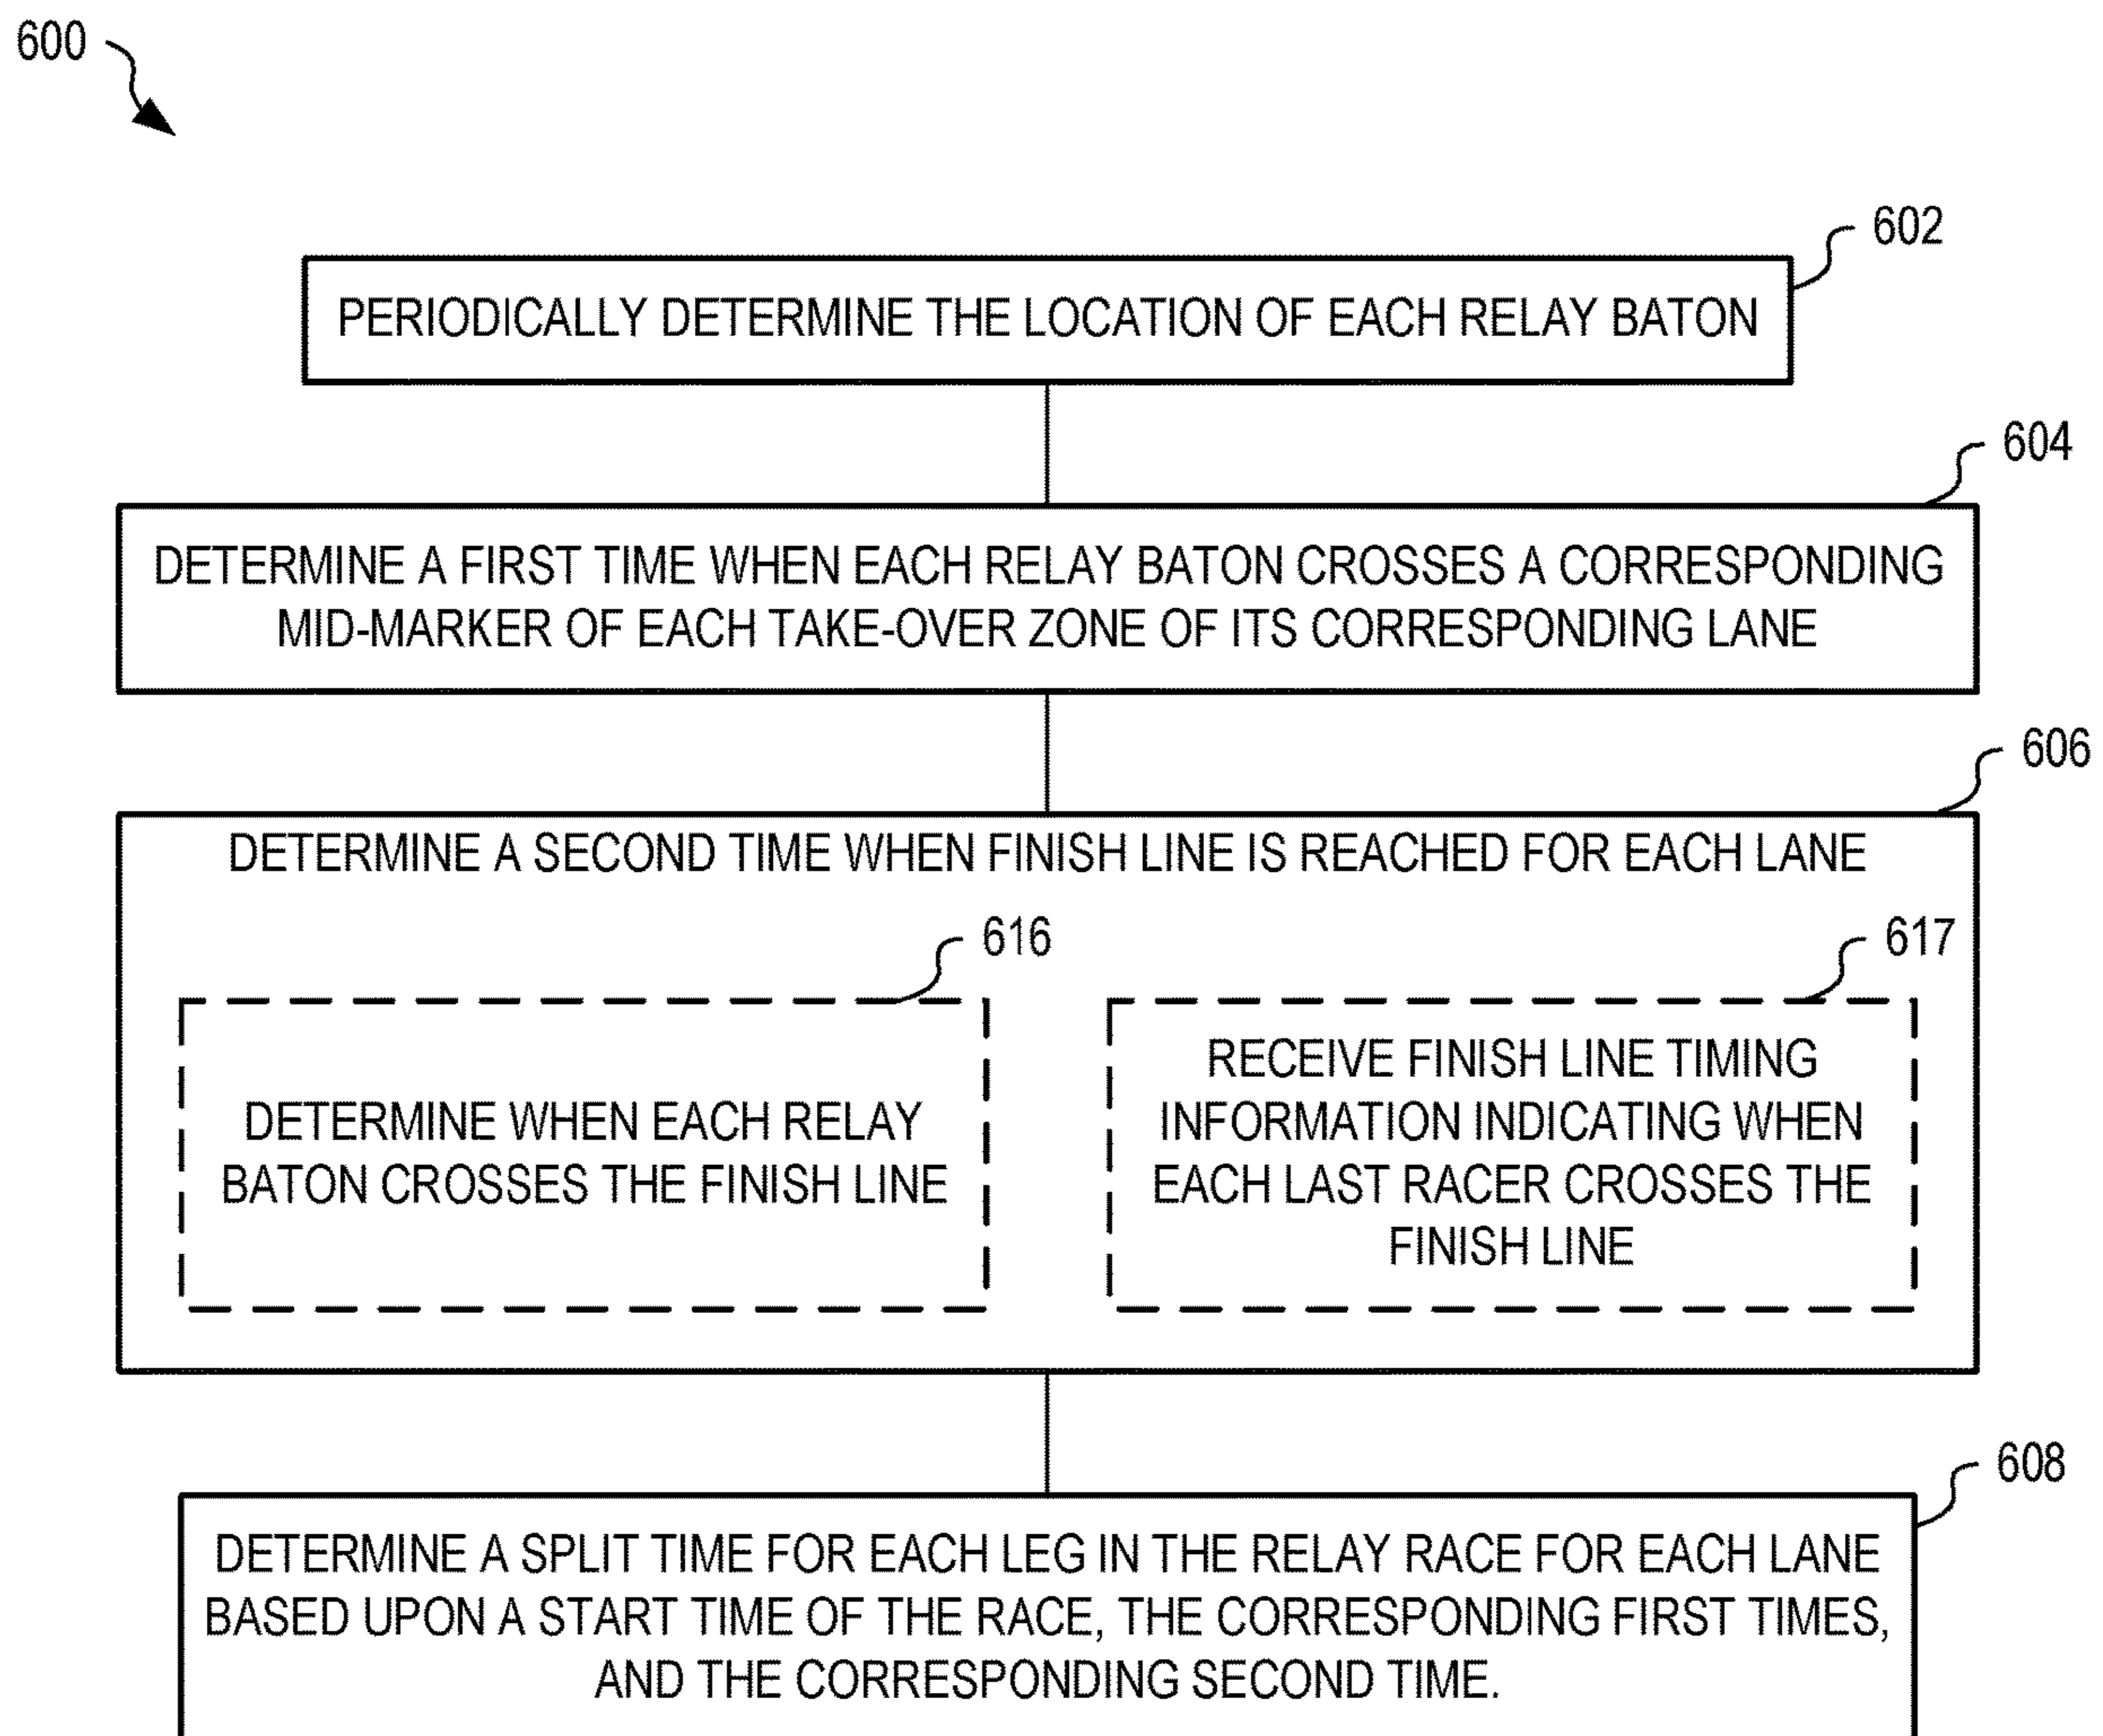 600
602
PERIODICALLY DETERMINE THE LOCATION OF EACH RELAY BATON
604
DETERMINE A FIRST TIME WHEN EACH RELAY BATON CROSSES A CORRESPONDING
MID-MARKER OF EACH TAKE-OVER ZONE OF ITS CORRESPONDING LANE
606
DETERMINE A SECOND TIME WHEN FINISH LINE IS REACHED FOR EACH LANE
616
DETERMINE WHEN EACH RELAY
BATON CROSSES THE FINISH LINE
617
RECEIVE FINISH LINE TIMING
INFORMATION INDICATING WHEN
EACH LAST RACER CROSSES THE
FINISH LINE
608
DETERMINE A SPLIT TIME FOR EACH LEG IN THE RELAY RACE FOR EACH LANE
BASED UPON A START TIME OF THE RACE, THE CORRESPONDING FIRST TIMES,
AND THE CORRESPONDING SECOND TIME.